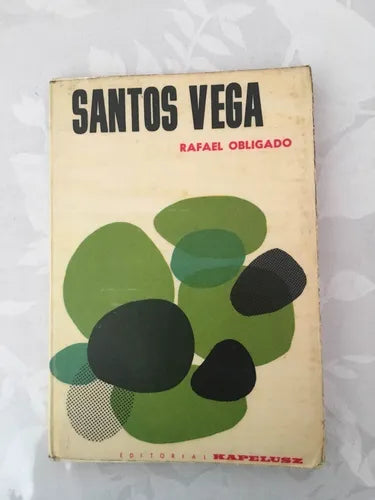 SANTOS VEGA
RAFAEL OBLIGADO
EDITORIAL KAPELUSZ